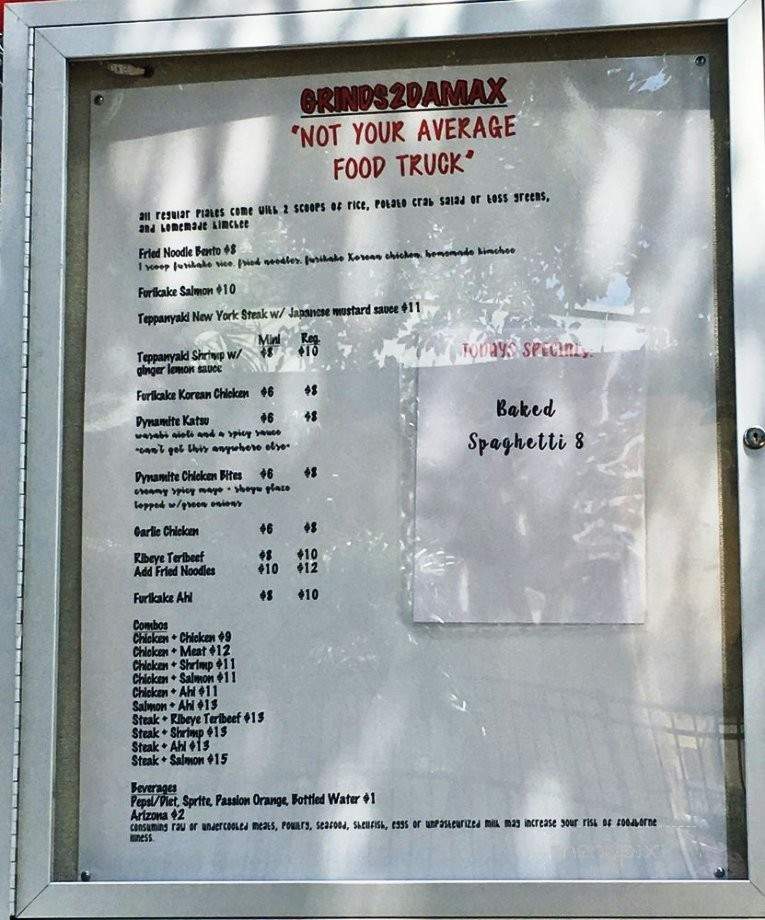 GRINDS2DAMAX
"NOT YOUR AVERAGE
FOOD TRUCK"
all regular plates come with 2 scoops of rice, potato crab salad or toss greens,
and homemade kimchee
Fried Noodle Bento $8
1 scoop furikake rice, fried noodles, furikake Korean chicken, homemade kimchee
Furikake Salmon $10
Teppanyaki New York Steak w/ Japanese mustard sauce $11
Mini Reg.
Teppanyaki Shrimp w/ $8 $10
ginger lemon sauce
Furikake Korean Chicken $6 $8
Dynamite Katsu $6 $8
wasabi aioli and a spicy sauce
"can't get this anywhere else"
Dynamite Chicken Bites $6 $8
creamy spicy mayo + shoyu glaze
topped w/green onions
Garlic Chicken $6 $8
Ribeye Teribeef $8 $10
Add Fried Noodles $10 $12
Furikake Ahi $8 $10
Combos
Chicken + Chicken $9
Chicken + Meat $12
Chicken + Shrimp $11
Chicken + Salmon $11
Chicken + Ahi $11
Salmon + Ahi $13
Steak + Ribeye Teribeef $13
Steak + Shrimp $13
Steak + Ahi $13
Steak + Salmon $15
Beverages
Pepsi/Diet, Sprite, Passion Orange, Bottled Water $1
Arizona $2
consuming raw or undercooked meats, poultry, seafood, shellfish, eggs or unpasteurized milk may increase your risk of foodborne
illness.
TODAYS SPECIALS:
Baked
Spaghetti 8